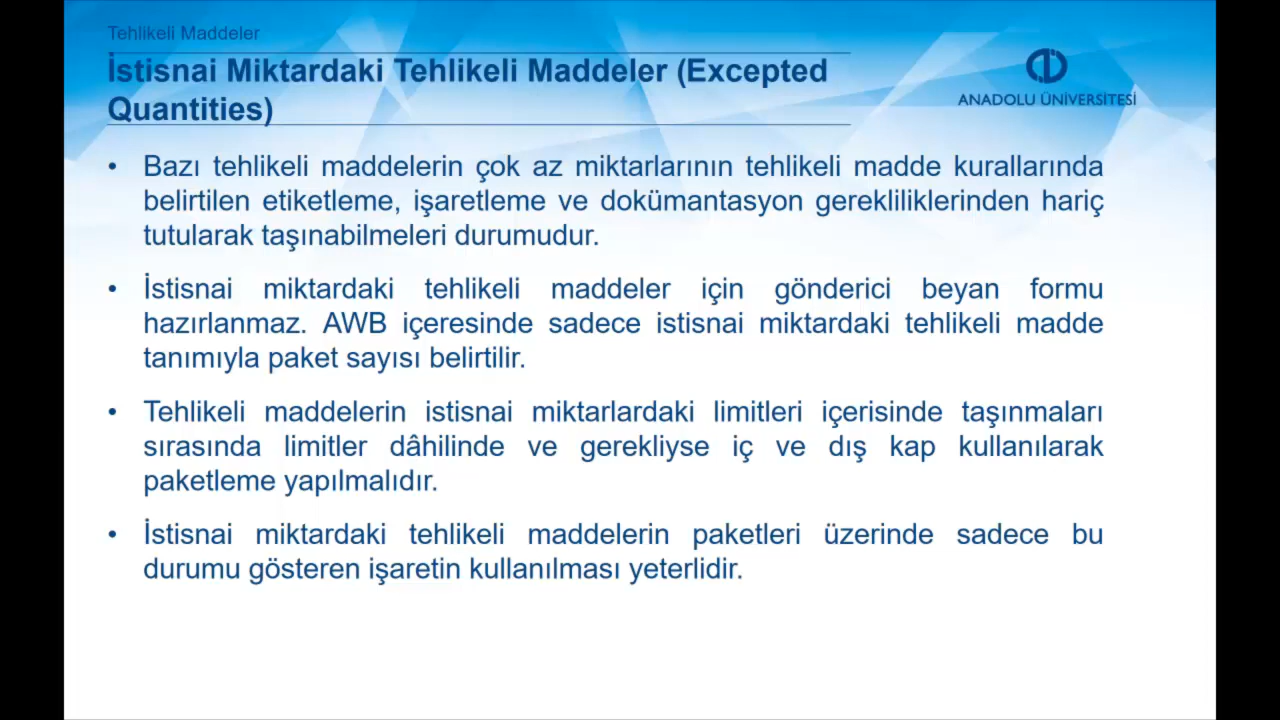 Tehlikeli Maddeler
İstisnai Miktardaki Tehlikeli Maddeler (Excepted
Quantities)
ANADOLU ÜNİVERSİTESİ
• Bazı tehlikeli maddelerin çok az miktarlarının tehlikeli madde kurallarında
belirtilen etiketleme, işaretleme ve dokümantasyon gerekliliklerinden hariç
tutularak taşınabilmeleri durumudur.
• İstisnai miktardaki tehlikeli maddeler için gönderici beyan formu
hazırlanmaz. AWB içeresinde sadece istisnai miktardaki tehlikeli madde
tanımıyla paket sayısı belirtilir.
• Tehlikeli maddelerin istisnai miktarlardaki limitleri içerisinde taşınmaları
sırasında limitler dâhilinde ve gerekliyse iç ve dış kap kullanılarak
paketleme yapılmalıdır.
• İstisnai miktardaki tehlikeli maddelerin paketleri üzerinde sadece bu
durumu gösteren işaretin kullanılması yeterlidir.